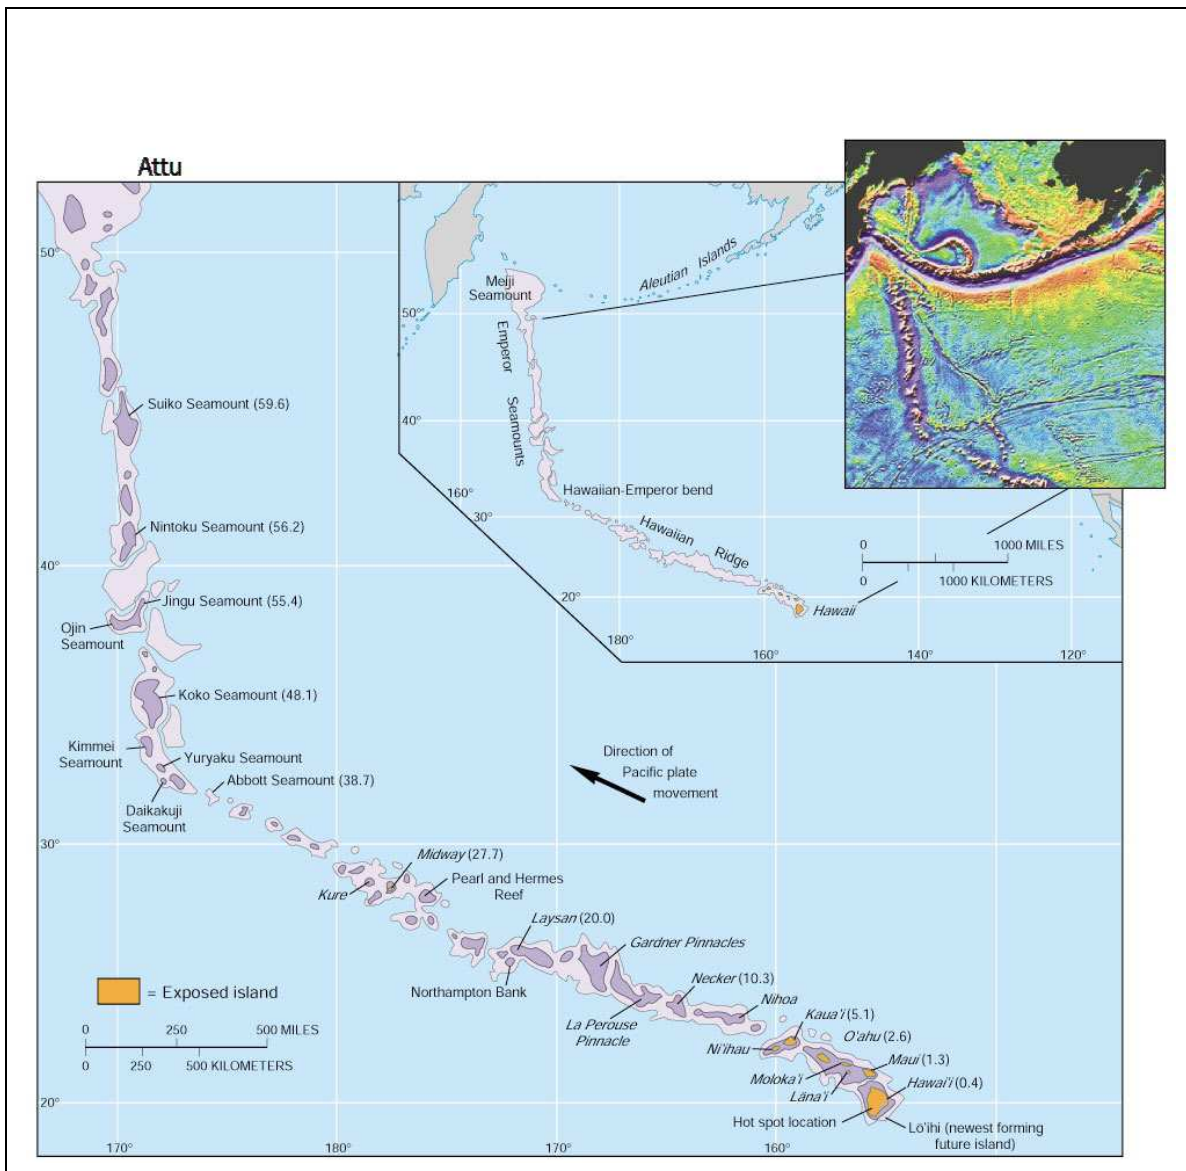 Attu
50°
Suiko Seamount (59.6)
Nintoku Seamount (56.2)
40°
Jingu Seamount (55.4)
Ojin
Seamount
Koko Seamount (48.1)
Kimmei
Seamount
Yuryaku Seamount
Abbott Seamount (38.7)
Daikakuji
Seamount
30°
Midway (27.7)
Kure
Pearl and Hermes
Reef
Laysan (20.0)
Gardner Pinnacles
Northampton Bank
Necker (10.3)
La Perouse
Pinnacle
Nihoa
Kaua'i (5.1)
Ni'ihau
O'ahu (2.6)
Maui (1.3)
Moloka'i
Hawai'i (0.4)
Lāna'i
Hot spot location
Lō'ihi (newest forming
future island)
20°
170°
180°
170°
160°
= Exposed island
0 250 500 MILES
0 250 500 KILOMETERS
Direction of
Pacific plate
movement
Meiji
Seamount
Aleutian Islands
50°
Emperor Seamounts
40°
160°
Hawaiian-Emperor bend
30°
Hawaiian Ridge
20°
Hawaii
180°
160°
140°
120°
0 1000 MILES
0 1000 KILOMETERS